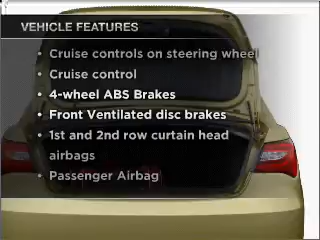 VEHICLE FEATURES
• Cruise controls on steering wheel
• Cruise control
• 4-wheel ABS Brakes
• Front Ventilated disc brakes
• 1st and 2nd row curtain head
airbags
• Passenger Airbag